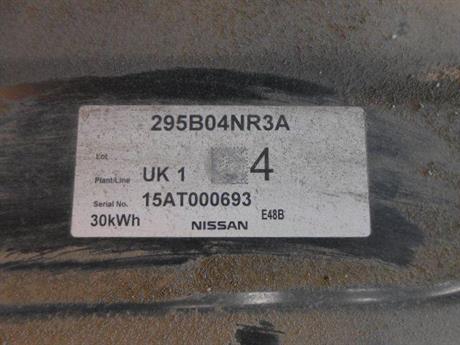 295B04NR3A
Lot
Plant/Line UK 1 4
Serial No. 15AT000693
30kWh NISSAN E48B